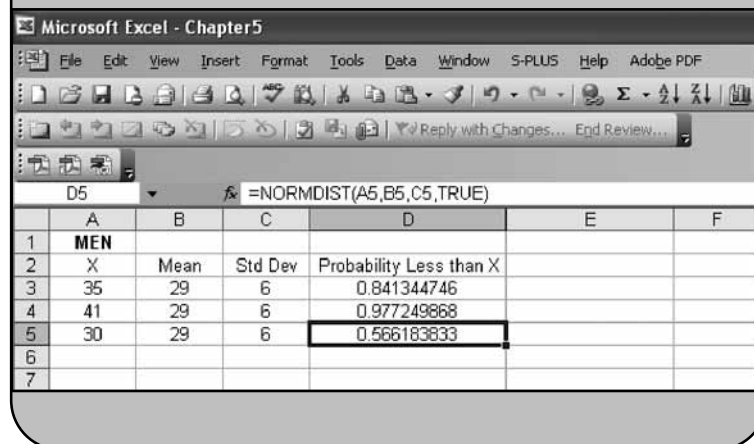 Microsoft Excel - Chapter5
File Edit View Insert Format Tools Data Window S-PLUS Help Adobe PDF
Reply with Changes... End Review...
D5 fx =NORMDIST(A5,B5,C5,TRUE)
A B C D E F
1 MEN
2 X Mean Std Dev Probability Less than X
3 35 29 6 0.841344746
4 41 29 6 0.977249868
5 30 29 6 0.566183833
6
7